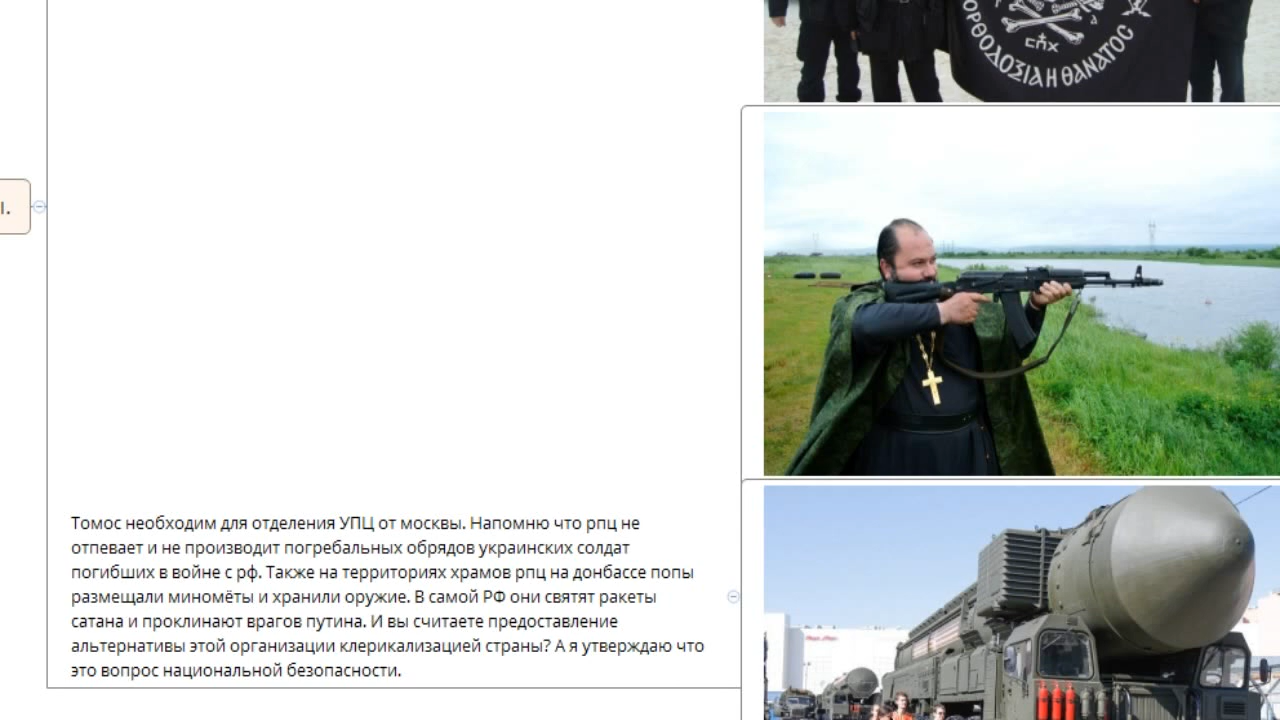 СПХ
ΟΡΘΟΔΟΞΙΑ Η ΘΑΝΑΤΟΣ
Томос необходим для отделения УПЦ от москвы. Напомню что рпц не
отпевает и не производит погребальных обрядов украинских солдат
погибших в войне с рф. Также на территориях храмов рпц на донбассе попы
размещали миномёты и хранили оружие. В самой РФ они святят ракеты
сатана и проклинают врагов путина. И вы считаете предоставление
альтернативы этой организации клерикализацией страны? А я утверждаю что
это вопрос национальной безопасности.